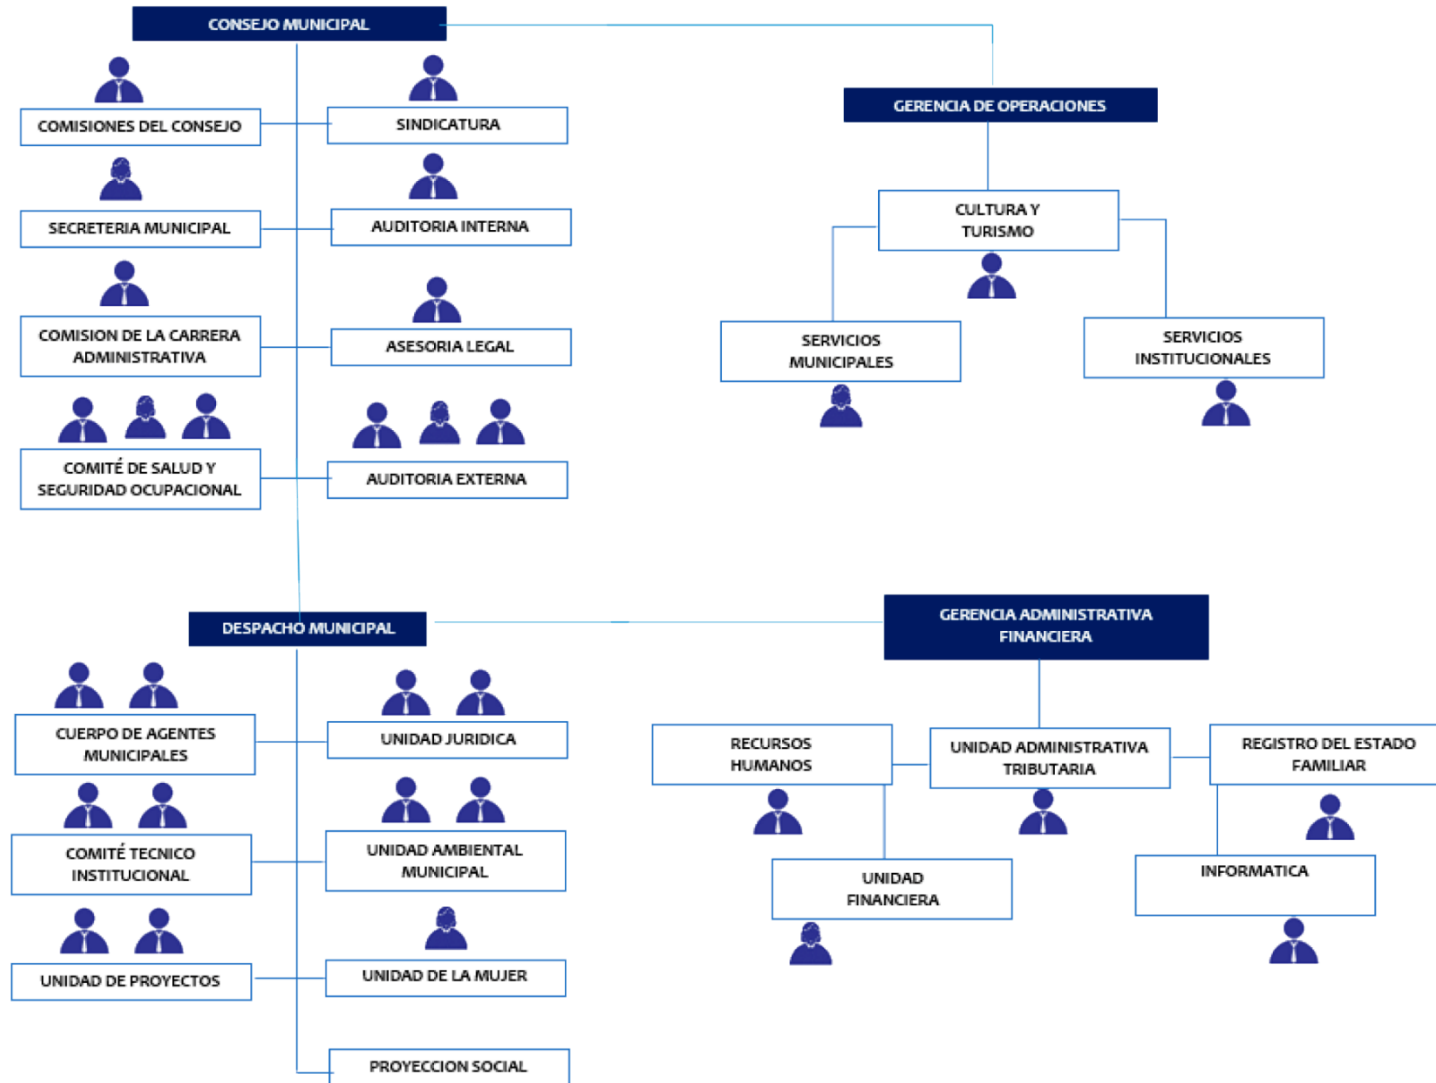 CONSEJO MUNICIPAL
COMISIONES DEL CONSEJO
SINDICATURA
SECRETERIA MUNICIPAL
AUDITORIA INTERNA
COMISION DE LA CARRERA
ADMINISTRATIVA
ASESORIA LEGAL
COMITÉ DE SALUD Y
SEGURIDAD OCUPACIONAL
AUDITORIA EXTERNA
GERENCIA DE OPERACIONES
CULTURA Y
TURISMO
SERVICIOS
MUNICIPALES
SERVICIOS
INSTITUCIONALES
DESPACHO MUNICIPAL
CUERPO DE AGENTES
MUNICIPALES
UNIDAD JURIDICA
COMITÉ TECNICO
INSTITUCIONAL
UNIDAD AMBIENTAL
MUNICIPAL
UNIDAD DE PROYECTOS
UNIDAD DE LA MUJER
PROYECCION SOCIAL
GERENCIA ADMINISTRATIVA
FINANCIERA
RECURSOS
HUMANOS
UNIDAD ADMINISTRATIVA
TRIBUTARIA
REGISTRO DEL ESTADO
FAMILIAR
UNIDAD
FINANCIERA
INFORMATICA